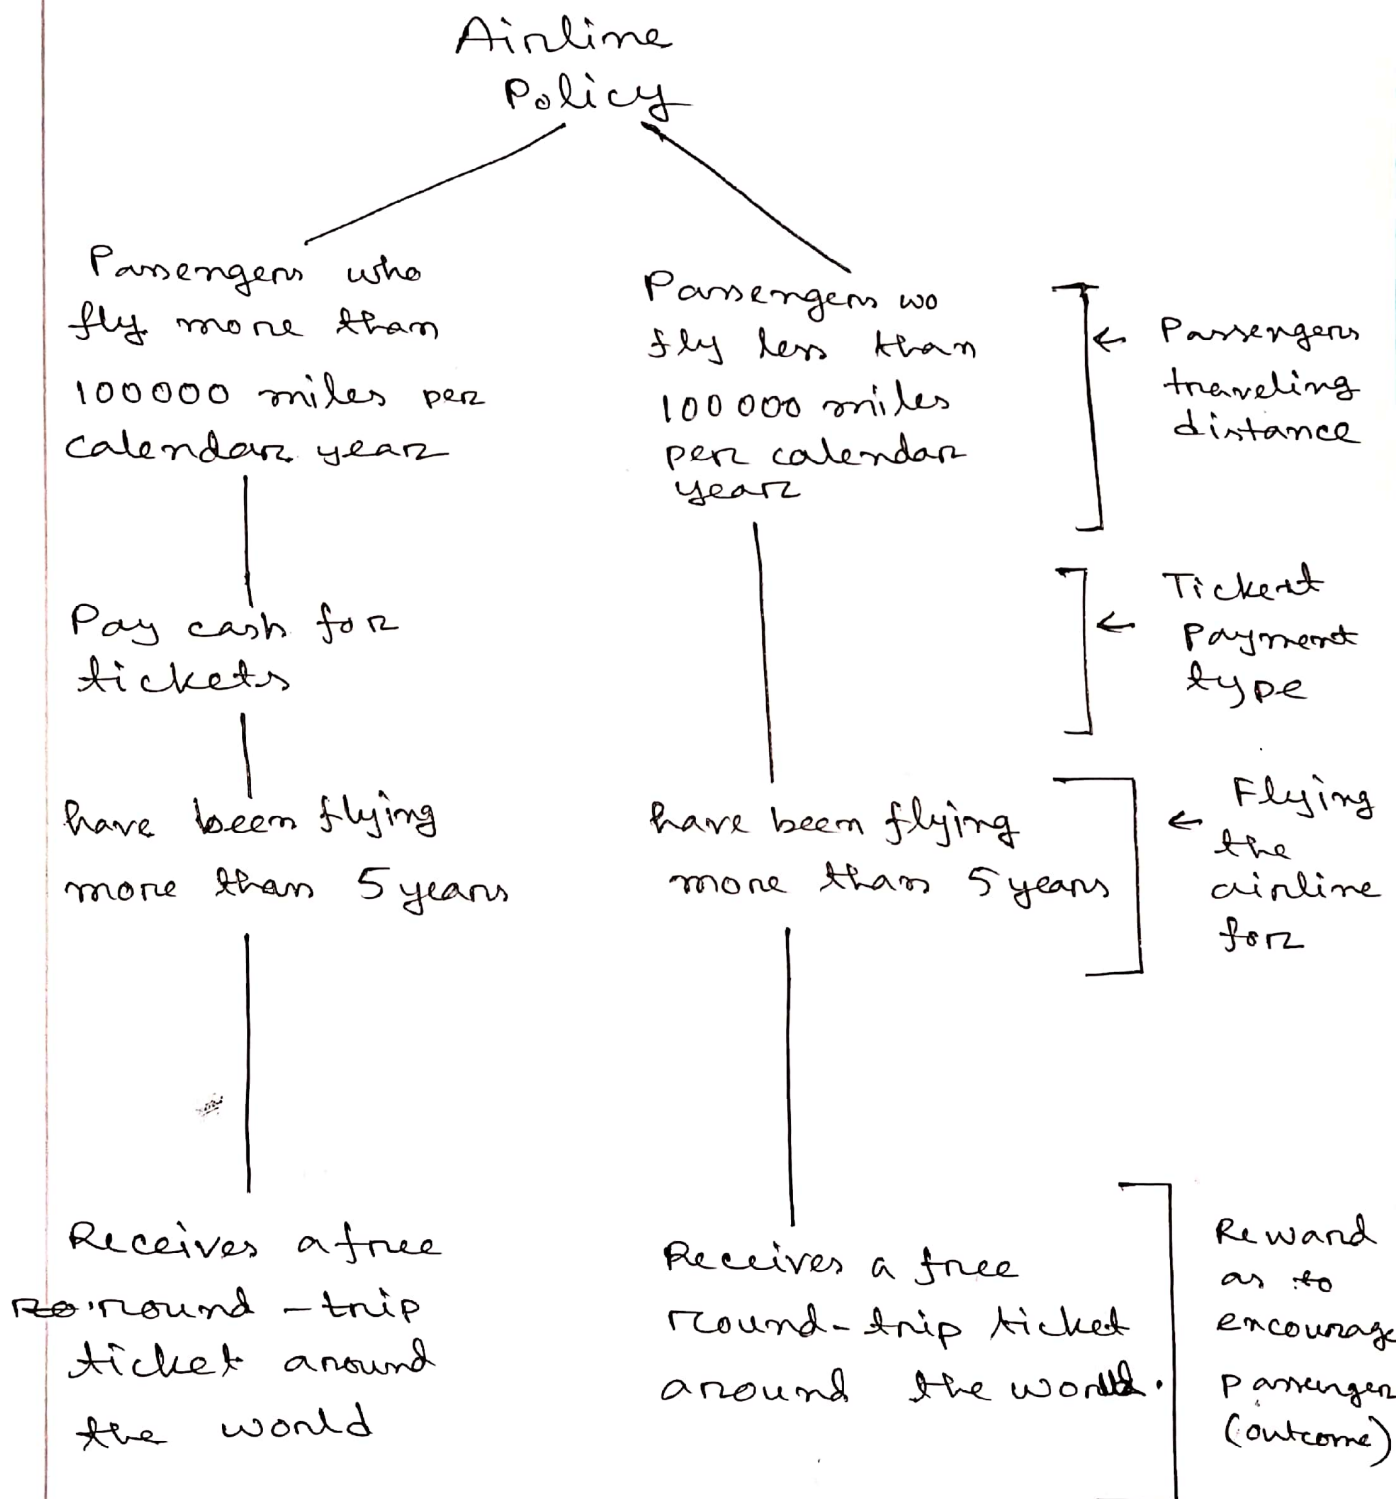 Airline
Policy
Passengers who
fly more than
100000 miles per
calendar year
Passengers wo
fly less than
100000 miles
per calendar
year
← Passengers
traveling
distance
Pay cash for
tickets
← Tickert
Payment
type
have been flying
more than 5 years
have been flying
more than 5 years
← Flying
the
airline
for
Receives a free
round-trip
ticket around
the world
Receives a free
round-trip ticket
around the world.
Reward
as to
encourage
passenger
(outcome)